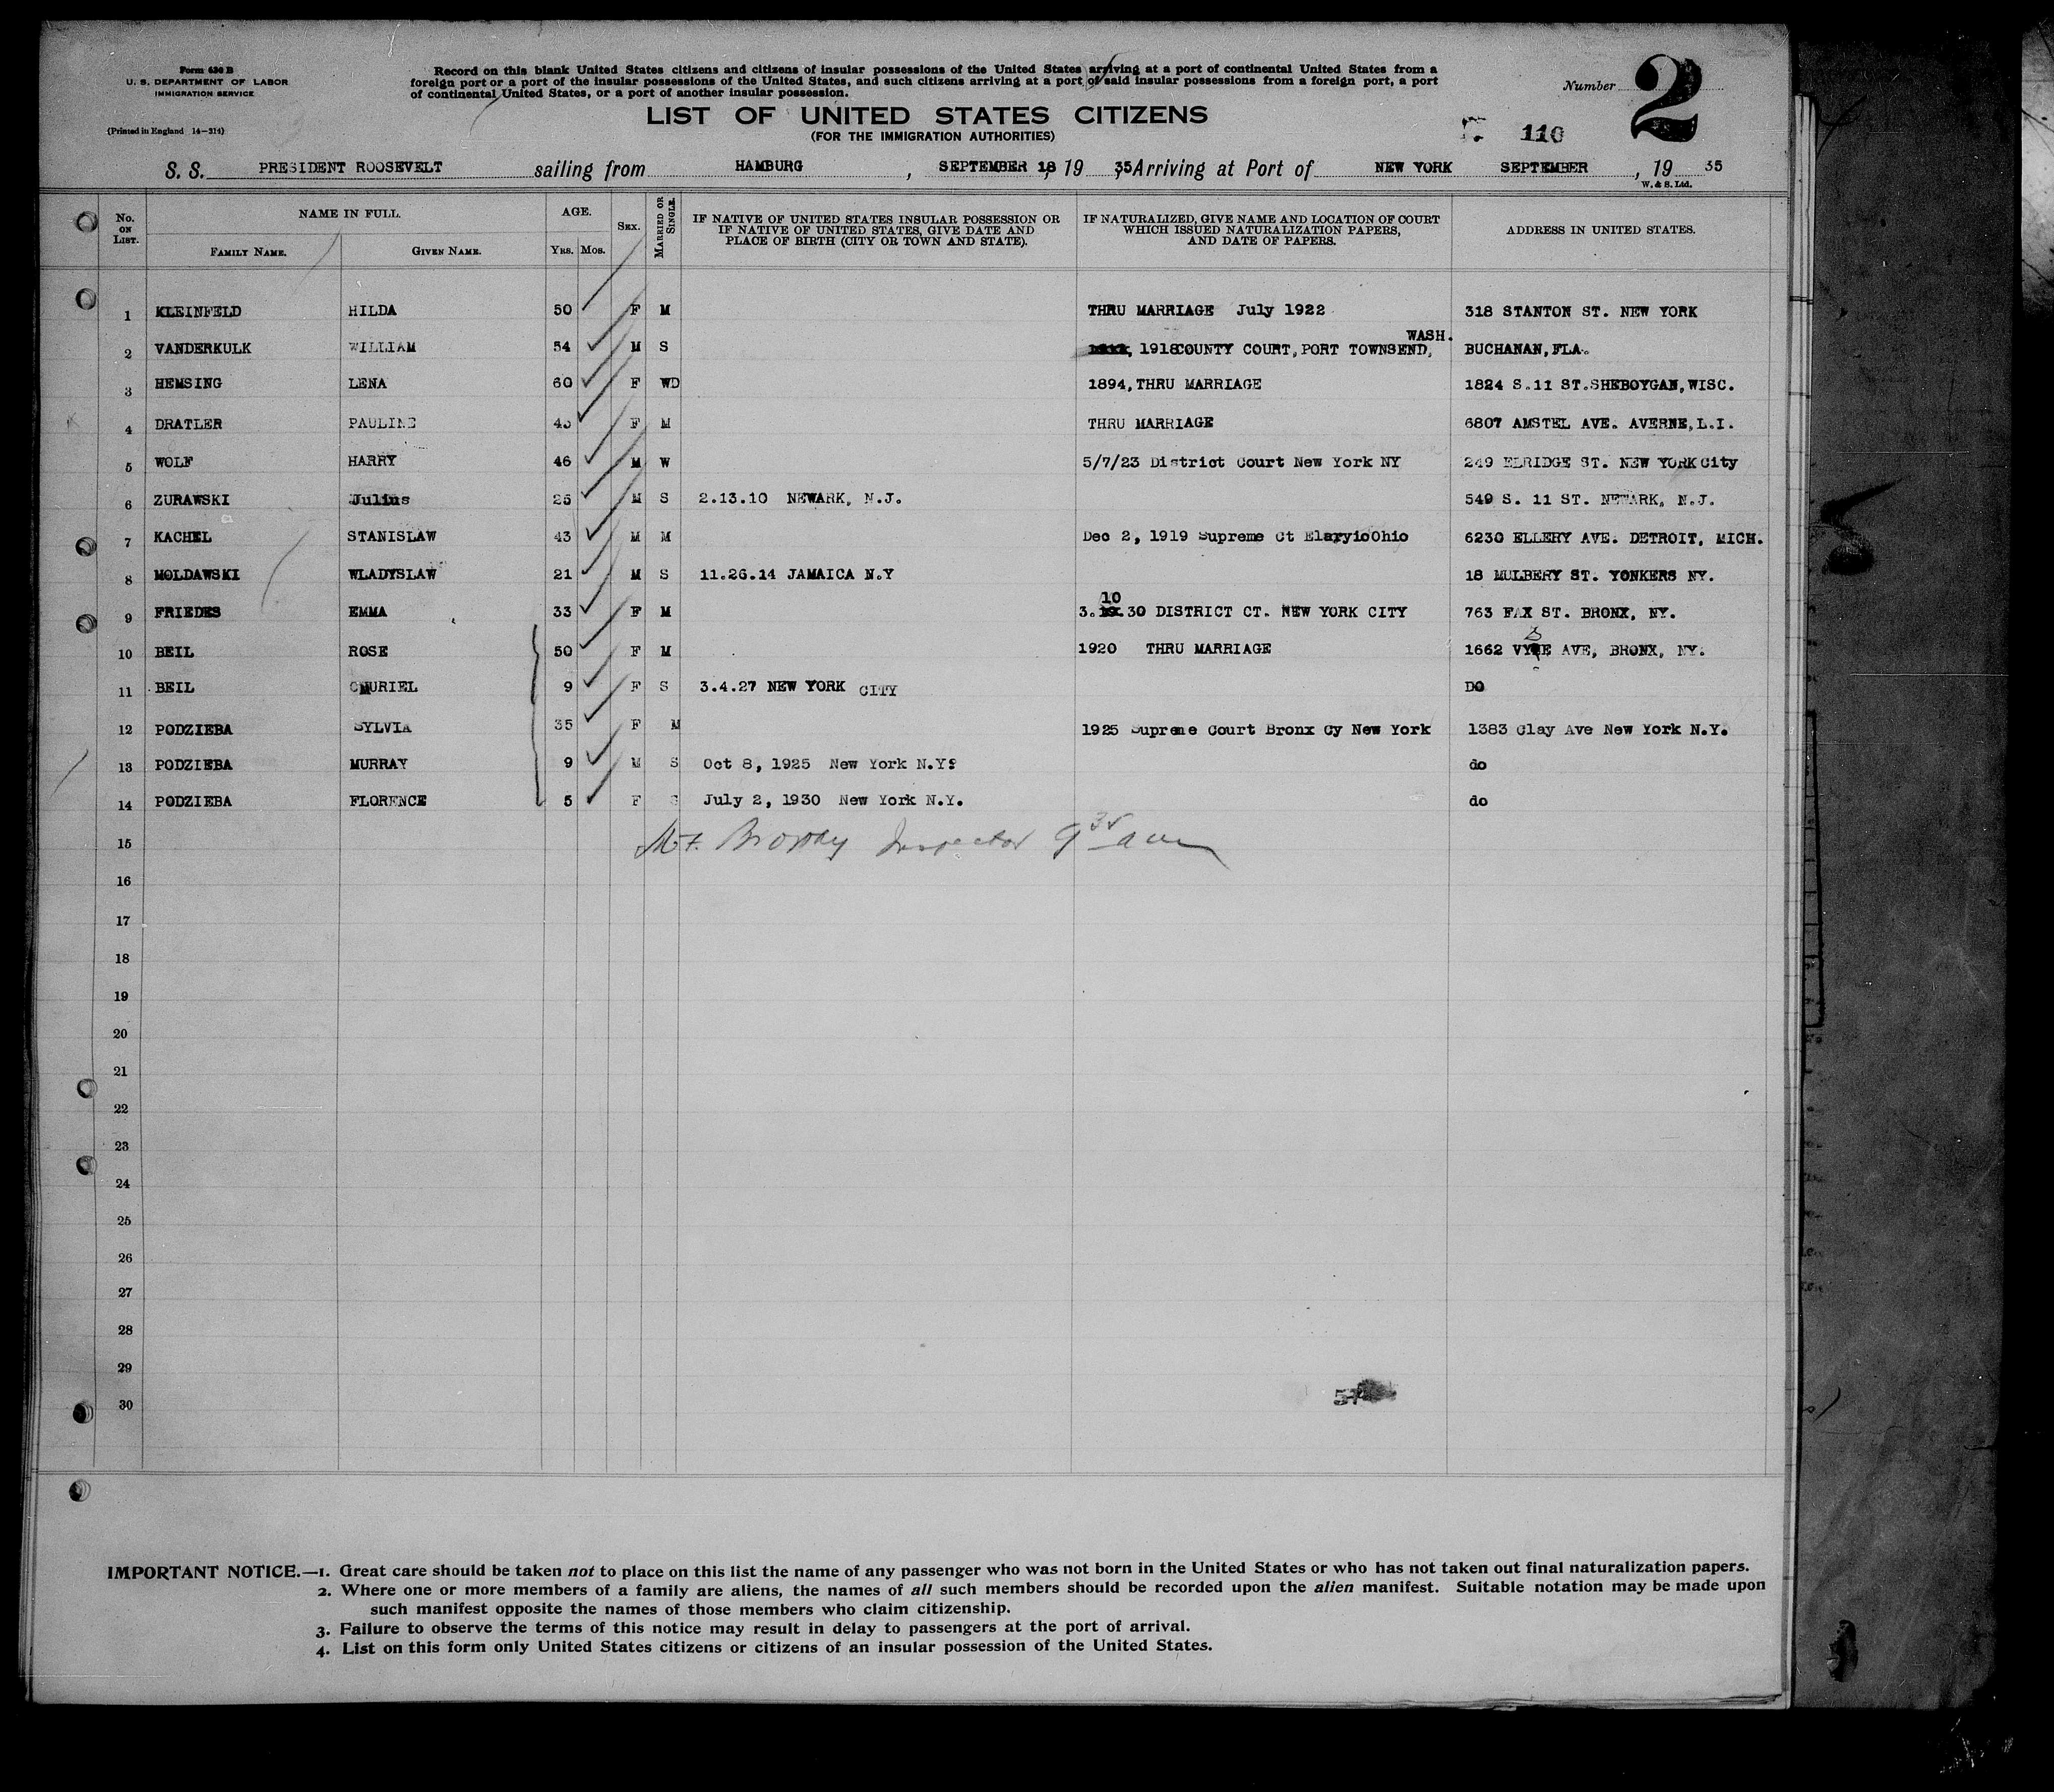 Form 434 B
U. S. DEPARTMENT OF LABOR
IMMIGRATION SERVICE
(Printed in England 14—314)
Record on this blank United States citizens and citizens of insular possessions of the United States arriving at a port of continental United States from a
foreign port or a port of the insular possessions of the United States, and such citizens arriving at a port of said insular possessions from a foreign port, a port
of continental United States, or a port of another insular possession.
Number 2
LIST OF UNITED STATES CITIZENS
(FOR THE IMMIGRATION AUTHORITIES)
110
S. S. PRESIDENT ROOSEVELT sailing from HAMBURG, SEPTEMBER 18, 19 35, Arriving at Port of NEW YORK SEPTEMBER, 19 35
W. & S. Ltd.
No. ON LIST. NAME IN FULL. FAMILY NAME. GIVEN NAME. AGE. YRS. MOS. SEX. MARRIED OR SINGLE. IF NATIVE OF UNITED STATES INSULAR POSSESSION OR IF NATIVE OF UNITED STATES, GIVE DATE AND PLACE OF BIRTH (CITY OR TOWN AND STATE). IF NATURALIZED, GIVE NAME AND LOCATION OF COURT WHICH ISSUED NATURALIZATION PAPERS, AND DATE OF PAPERS. ADDRESS IN UNITED STATES.
1 KLEINFELD HILDA 50 F M THRU MARRIAGE July 1922 318 STANTON ST. NEW YORK
2 VANDERKULK WILLIAM 54 M S 1918 COUNTY COURT, PORT TOWNSEND, WASH. BUCHANAN, FLA.
3 HEMSING LENA 60 F WD 1894, THRU MARRIAGE 1824 S.11 ST. SHEBOYGAN, WISC.
4 DRATLER PAULINE F M THRU MARRIAGE 6807 AMSTEL AVE. AVERNE, L.I.
5 WOLF HARRY 46 M W 5/7/23 District Court New York NY 249 ELRIDGE ST. NEW YORK City
6 ZURAWSKI Julius 25 M S 2.13.10 NEWARK, N.J. 549 S. 11 ST. NEWARK, N.J.
7 KACHEL STANISLAW 43 M M Dec 2, 1919 Supreme Ct Elaryio Ohio 6230 ELLERY AVE. DETROIT, MICH.
8 MOLDAWSKI WLADYSLAW 21 M S 11.26.14 JAMAICA N.Y 18 MULBERY ST. YONKERS NY.
9 FRIEDES EMMA 33 F M 3.10.30 DISTRICT CT. NEW YORK CITY 763 FAX ST. BRONX, NY.
10 BEIL ROSE 50 F M 1920 THRU MARRIAGE 1662 VYSE AVE, BRONX, NY.
11 BEIL MURIEL 9 F S 3.4.27 NEW YORK CITY DO
12 PODZIEBA SYLVIA 35 F M 1925 Supreme Court Bronx Cy New York 1383 Clay Ave New York N.Y.
13 PODZIEBA MURRAY 9 M S Oct 8, 1925 New York N.Y. do
14 PODZIEBA FLORENCE 5 F S July 2, 1930 New York N.Y. do
15 Inspector 9 35 am
16
17
18
19
20
21
22
23
24
25
26
27
28
29
30
IMPORTANT NOTICE.—1. Great care should be taken not to place on this list the name of any passenger who was not born in the United States or who has not taken out final naturalization papers.
2. Where one or more members of a family are aliens, the names of all such members should be recorded upon the alien manifest. Suitable notation may be made upon
such manifest opposite the names of those members who claim citizenship.
3. Failure to observe the terms of this notice may result in delay to passengers at the port of arrival.
4. List on this form only United States citizens or citizens of an insular possession of the United States.